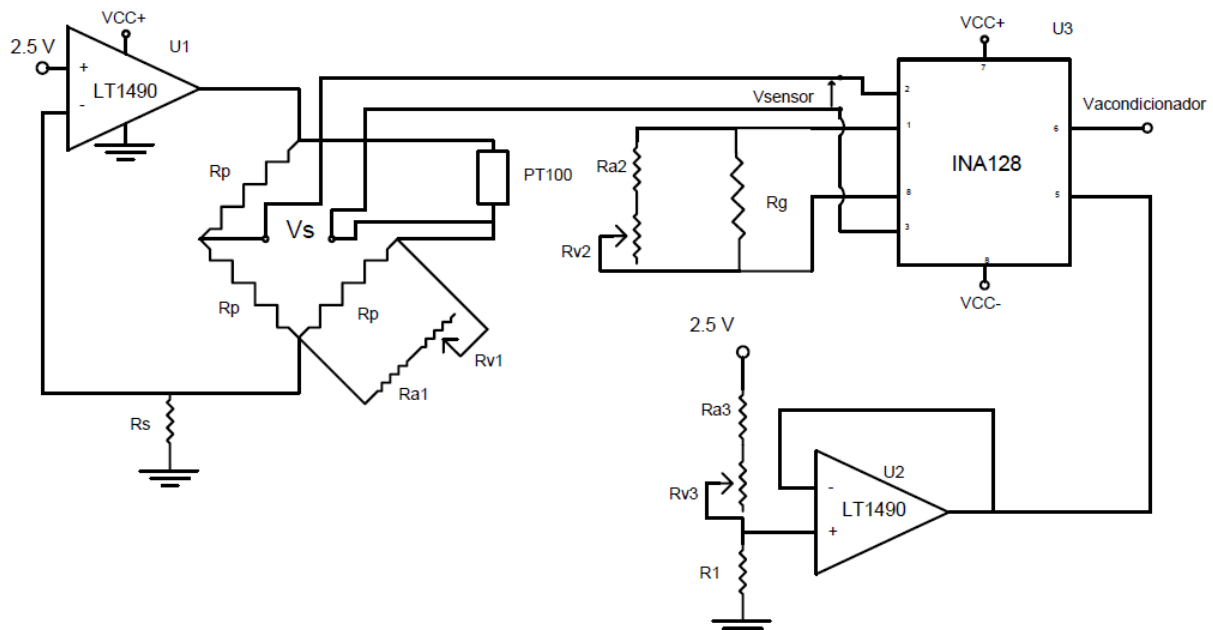 VCC+
U1
2.5 V
+
LT1490
-
Rp
PT100
Vs
Rp
Rp
Rv1
Ra1
Rs
VCC+
U3
7
2
Vsensor
1
Vacondicionador
6
INA128
Ra2
Rg
8
5
3
Rv2
8
VCC-
2.5 V
Ra3
Rv3
U2
-
LT1490
+
R1